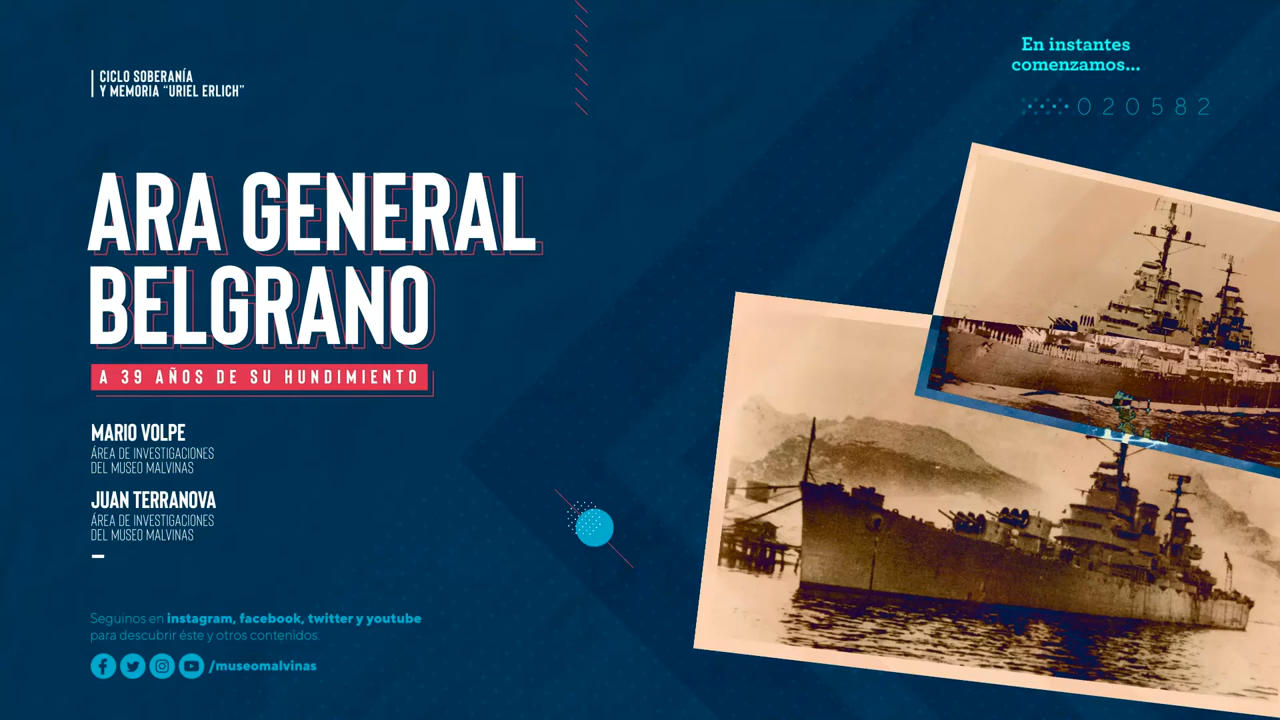 CICLO SOBERANÍA
Y MEMORIA “URIEL ERLICH”
En instantes
comenzamos...
020582
ARA GENERAL
BELGRANO
A 39 AÑOS DE SU HUNDIMIENTO
MARIO VOLPE
ÁREA DE INVESTIGACIONES
DEL MUSEO MALVINAS
JUAN TERRANOVA
ÁREA DE INVESTIGACIONES
DEL MUSEO MALVINAS
Seguinos en instagram, facebook, twitter y youtube
para descubrir éste y otros contenidos.
/museomalvinas